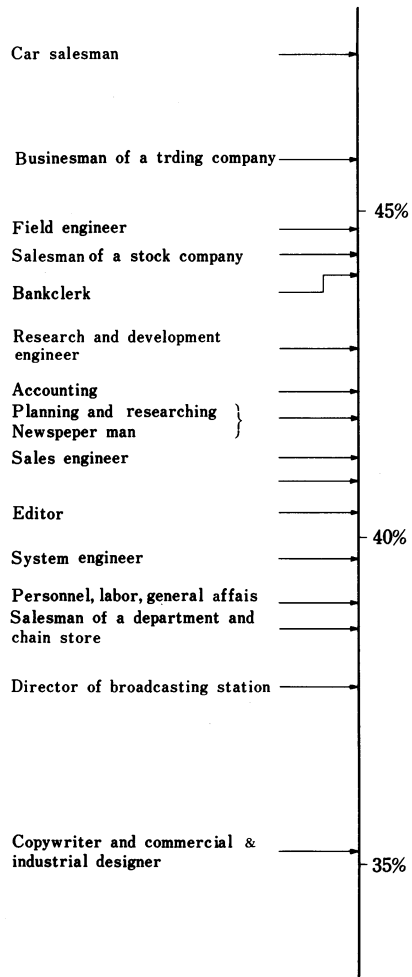 Car salesman
Businesman of a trding company
45%
Field engineer
Salesman of a stock company
Bankclerk
Research and development
engineer
Accounting
Planning and researching
Newspeper man
Sales engineer
Editor
40%
System engineer
Personnel, labor, general affais
Salesman of a department and
chain store
Director of broadcasting station
Copywriter and commercial &
industrial designer
35%